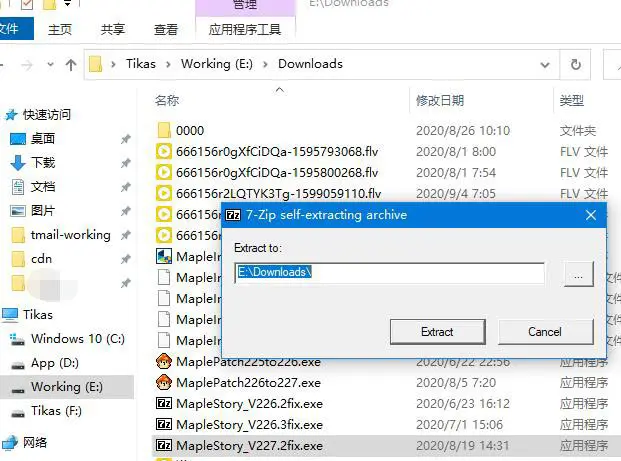 管理
E:\Downloads
文件
主页
共享
查看
应用程序工具
Tikas
Working (E:)
Downloads
名称
修改日期
类型
快速访问
桌面
下载
文档
图片
tmail-working
cdn
Tikas
Windows 10 (C:)
App (D:)
Working (E:)
Tikas (F:)
网络
0000
2020/8/26 10:10
文件夹
666156r0gXfCiDQa-1595793068.flv
2020/8/1 8:00
FLV 文件
666156r0gXfCiDQa-1595800268.flv
2020/8/1 7:54
FLV 文件
666156r2LQTYK3Tg-1599059110.flv
2020/9/4 7:05
FLV 文件
7-Zip self-extracting archive
Extract to:
E:\Downloads\
...
Extract
Cancel
MaplePatch225to226.exe
2020/6/22 22:56
应用程序
MaplePatch226to227.exe
2020/8/5 7:20
应用程序
MapleStory_V226.2fix.exe
2020/6/23 16:12
应用程序
MapleStory_V226.3fix.exe
2020/7/1 15:06
应用程序
MapleStory_V227.2fix.exe
2020/8/19 14:31
应用程序